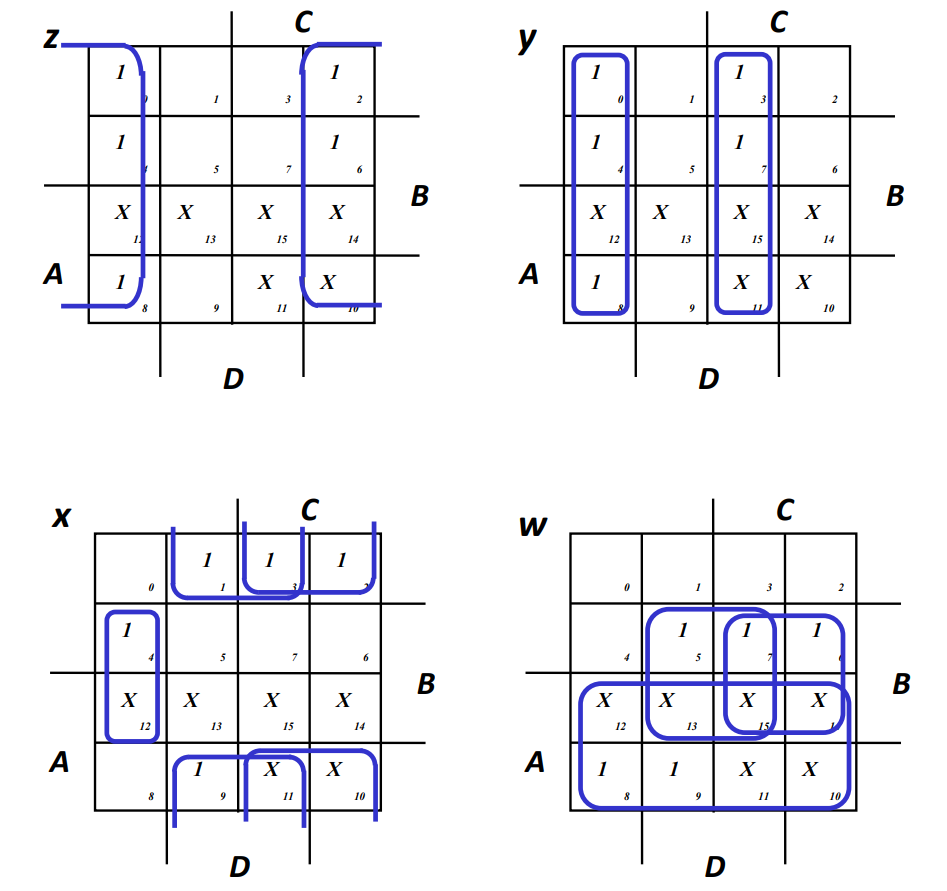 C C
z y
1 1 1 1
0 1 3 2 0 1 3 2
1 1 1 1
4 5 7 6 4 5 7 6
B B
X X X X X X X X
12 13 15 14 12 13 15 14
A A
1 X X 1 X X
8 9 11 10 8 9 11 10
D D
C C
x w
1 1 1
0 1 3 2 0 1 3 2
1 1 1 1
4 5 7 6 4 5 7 6
B B
X X X X X X X X
12 13 15 14 12 13 15 14
A A
1 X X 1 1 X X
8 9 11 10 8 9 11 10
D D